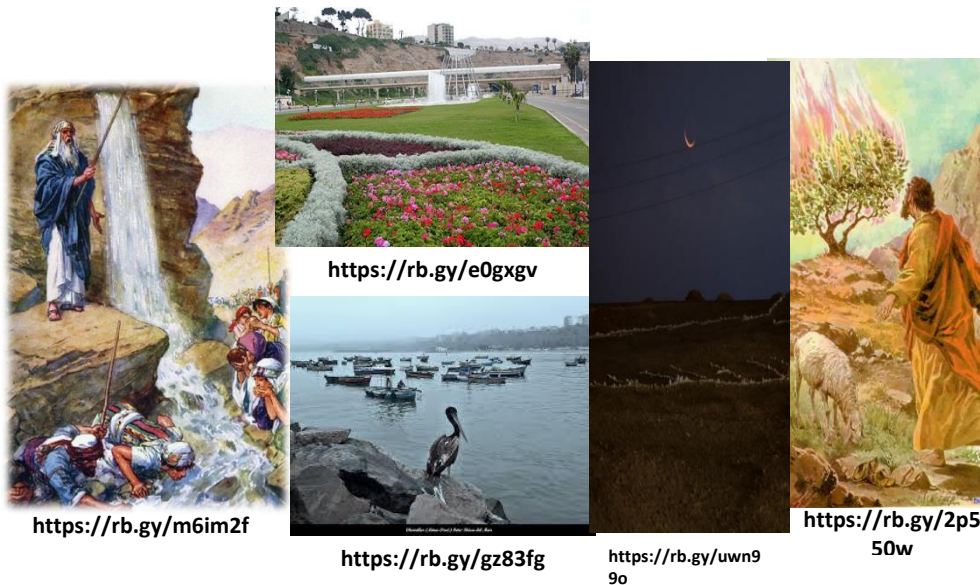 https://rb.gy/e0gxgv
https://rb.gy/m6im2f
https://rb.gy/gz83fg
https://rb.gy/uwn9
9o
https://rb.gy/2p5
50w